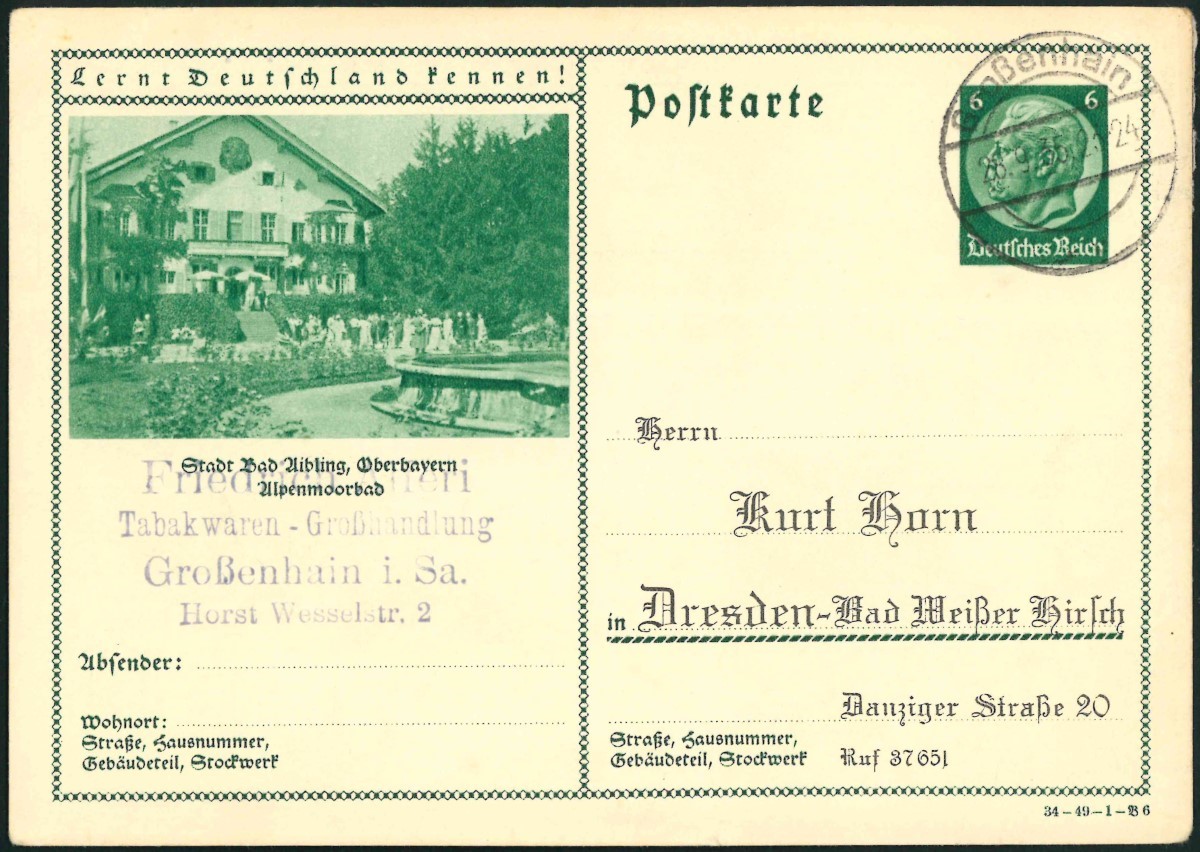 Lernt Deutſchland kennen!
Stadt Bad Aibling, Oberbayern
Alpenmoorbad
Friedrich
Tabakwaren - Großhandlung
Großenhain i. Sa.
Horst Wesselstr. 2
Abſender:
Wohnort:
Straße, Hausnummer,
Gebäudeteil, Stockwerk
Poſtkarte
6 6
Deutſches Reich
Großenhain
Herrn
Kurt Horn
in Dresden-Bad Weißer Hirſch
Danziger Straße 20
Straße, Hausnummer,
Gebäudeteil, Stockwerk
Ruf 37651
34-49-1-B6